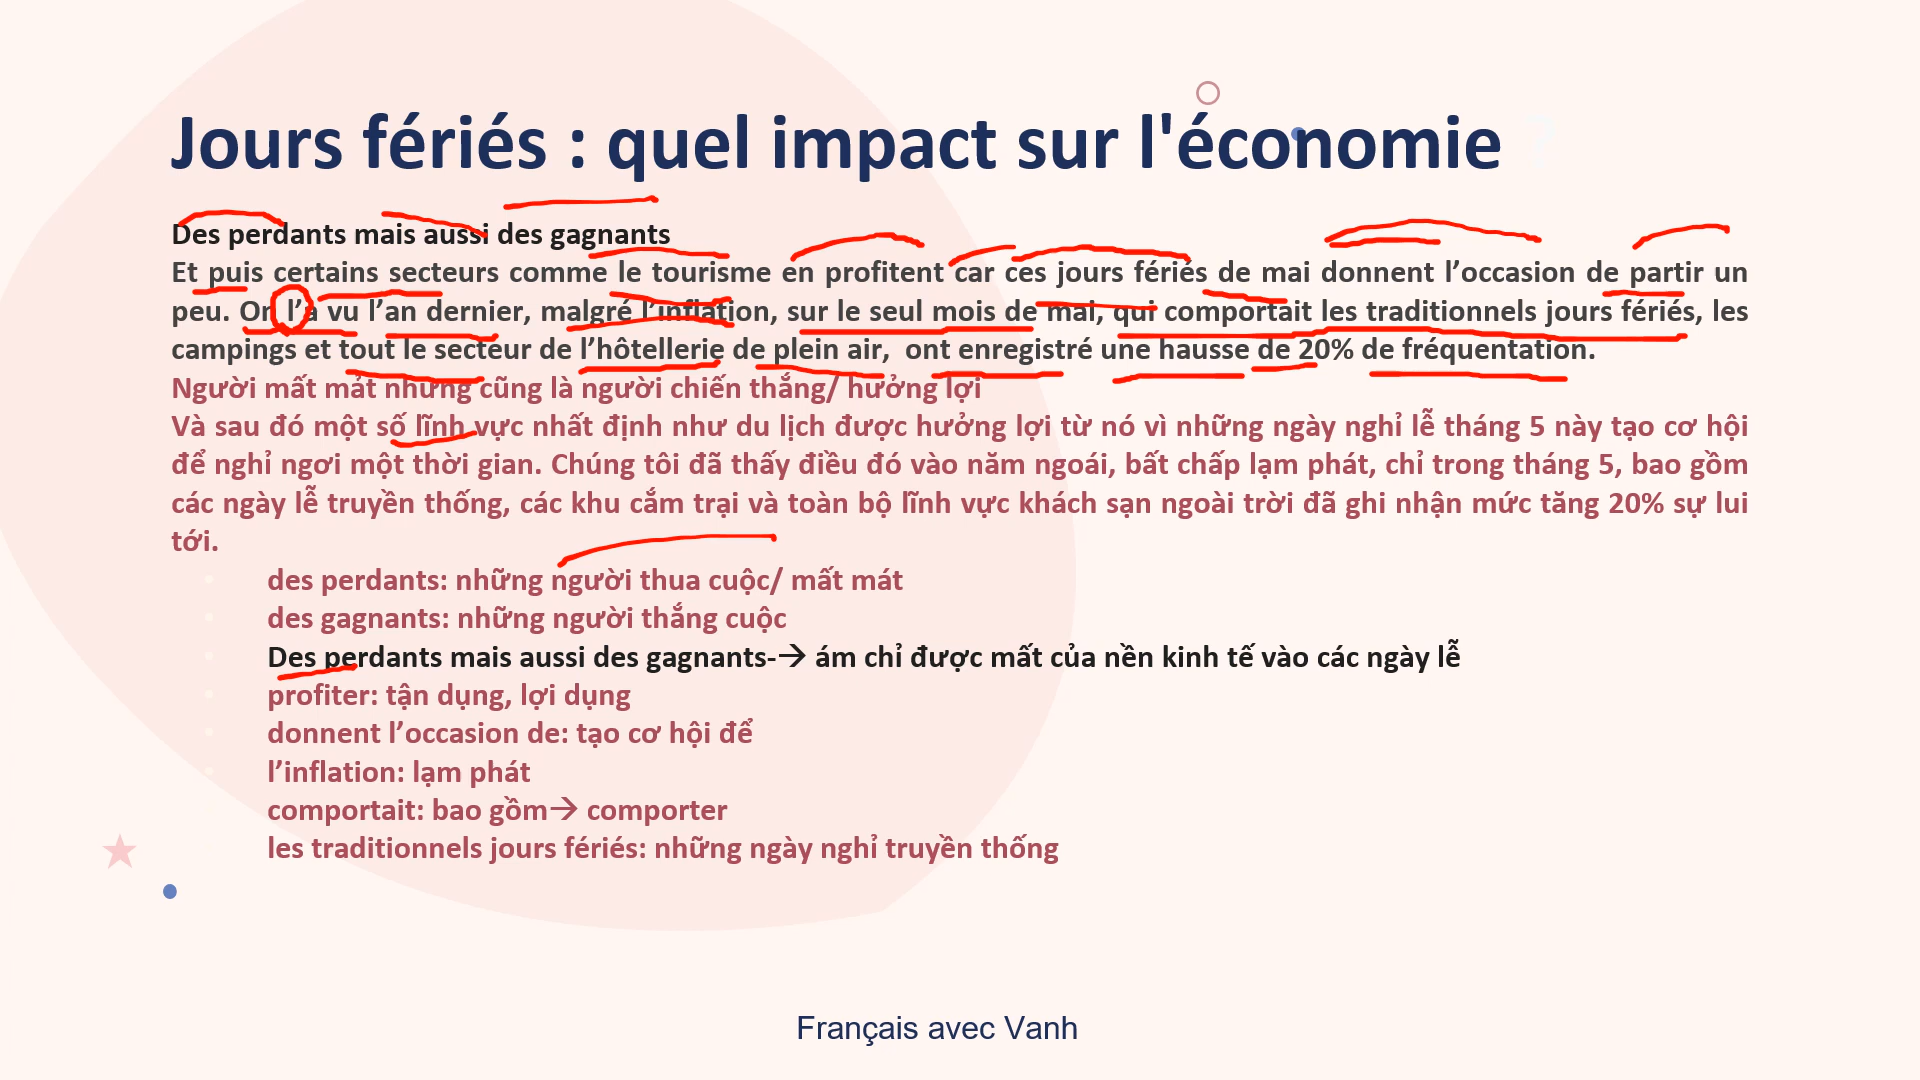 Jours fériés : quel impact sur l'économie ?
Des perdants mais aussi des gagnants
Et puis certains secteurs comme le tourisme en profitent car ces jours fériés de mai donnent l’occasion de partir un
peu. On l’a vu l’an dernier, malgré l’inflation, sur le seul mois de mai, qui comportait les traditionnels jours fériés, les
campings et tout le secteur de l’hôtellerie de plein air, ont enregistré une hausse de 20% de fréquentation.
Người mất mát nhưng cũng là người chiến thắng/ hưởng lợi
Và sau đó một số lĩnh vực nhất định như du lịch được hưởng lợi từ nó vì những ngày nghỉ lễ tháng 5 này tạo cơ hội
để nghỉ ngơi một thời gian. Chúng tôi đã thấy điều đó vào năm ngoái, bất chấp lạm phát, chỉ trong tháng 5, bao gồm
các ngày lễ truyền thống, các khu cắm trại và toàn bộ lĩnh vực khách sạn ngoài trời đã ghi nhận mức tăng 20% sự lui
tới.
des perdants: những người thua cuộc/ mất mát
des gagnants: những người thắng cuộc
Des perdants mais aussi des gagnants-→ ám chỉ được mất của nền kinh tế vào các ngày lễ
profiter: tận dụng, lợi dụng
donnent l’occasion de: tạo cơ hội để
l’inflation: lạm phát
comportait: bao gồm→ comporter
les traditionnels jours fériés: những ngày nghỉ truyền thống
Français avec Vanh